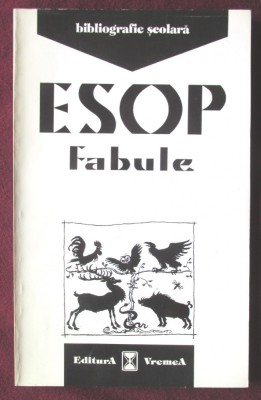 bibliografie școlară
ESOP
fabule
EditurA VremeA